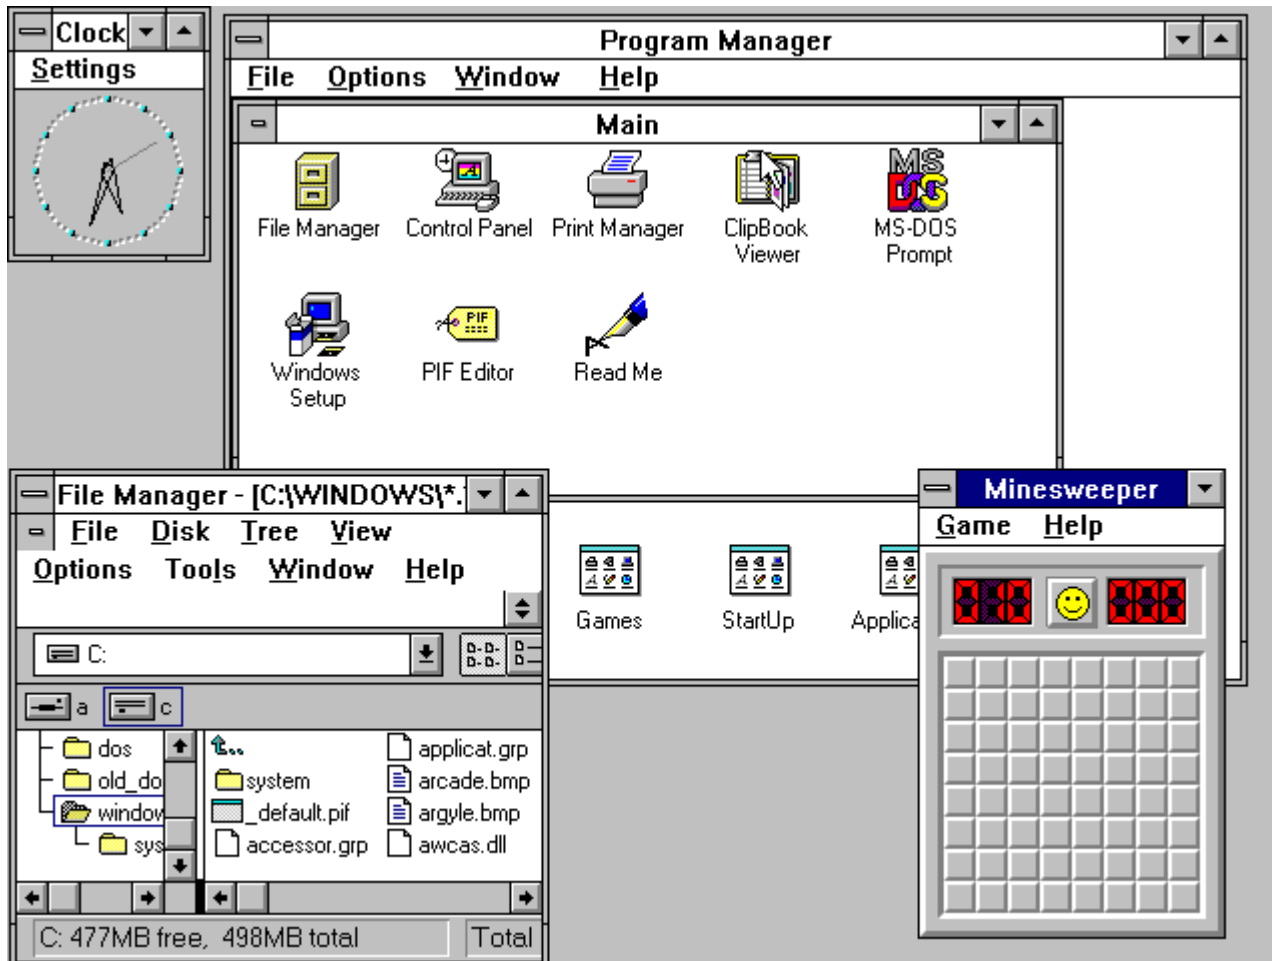 Clock
Settings
Program Manager
File Options Window Help
Main
File Manager
Control Panel
Print Manager
ClipBook
Viewer
MS-DOS
Prompt
MS
DOS
Windows
Setup
PIF
PIF Editor
Read Me
File Manager - [C:\WINDOWS\*.
File Disk Tree View
Options Tools Window Help
C:
a c
dos
old_do
window
sys
system
_default.pif
accessor.grp
applicat.grp
arcade.bmp
argyle.bmp
awcas.dll
C: 477MB free, 498MB total
Total
Games
StartUp
Applica
Minesweeper
Game Help